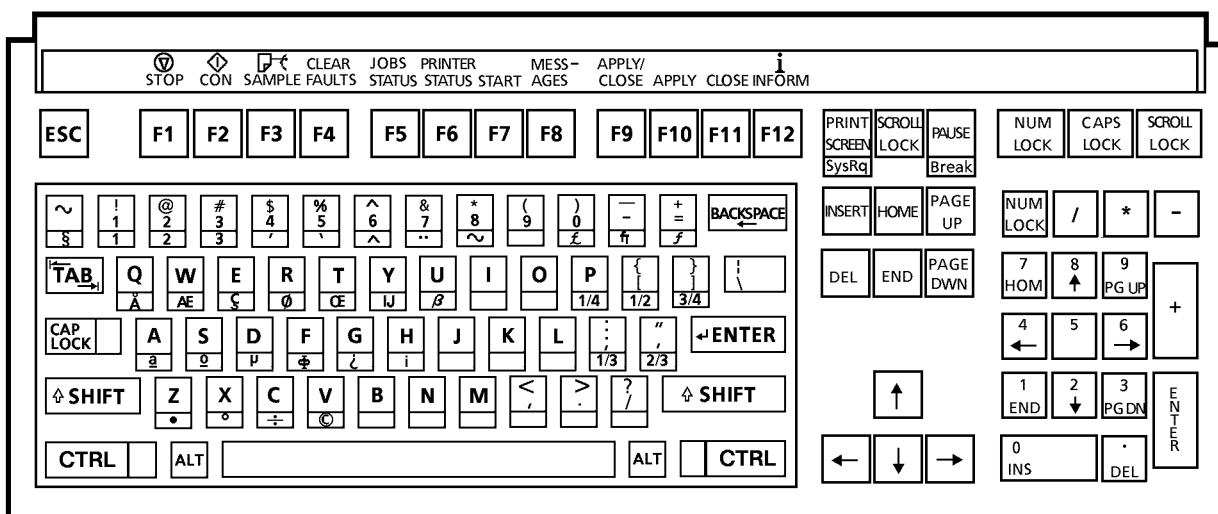 STOP CON SAMPLE CLEAR FAULTS JOBS STATUS PRINTER STATUS START MESS- AGES APPLY/ CLOSE APPLY CLOSE i INFORM
ESC F1 F2 F3 F4 F5 F6 F7 F8 F9 F10 F11 F12 PRINT SCREEN SysRq SCROLL LOCK PAUSE Break NUM LOCK CAPS LOCK SCROLL LOCK
~ § ! 1 1 @ 2 2 # 3 3 $ 4 ′ % 5 ‵ ^ 6 ^ & 7 ¨ * 8 ~ ( 9 ) 0 £ — - + = ƒ BACKSPACE ← INSERT HOME PAGE UP NUM LOCK / * -
TAB Q Å W Æ E Ç R Ø T Œ Y IJ U β I O P 1/4 { [ 1/2 } ] 3/4 ¦ \ DEL END PAGE DWN 7 HOM 8 ↑ 9 PG UP +
CAP LOCK A ª S º D µ F Φ G ¿ H ¡ J K L : ; 1/3 " ′ 2/3 ↵ ENTER 4 ← 5 6 →
⇧ SHIFT Z • X ° C ÷ V © B N M < , > . ? / ⇧ SHIFT ↑ 1 END 2 ↓ 3 PG DN ENTER
CTRL ALT ALT CTRL ← ↓ → 0 INS . DEL